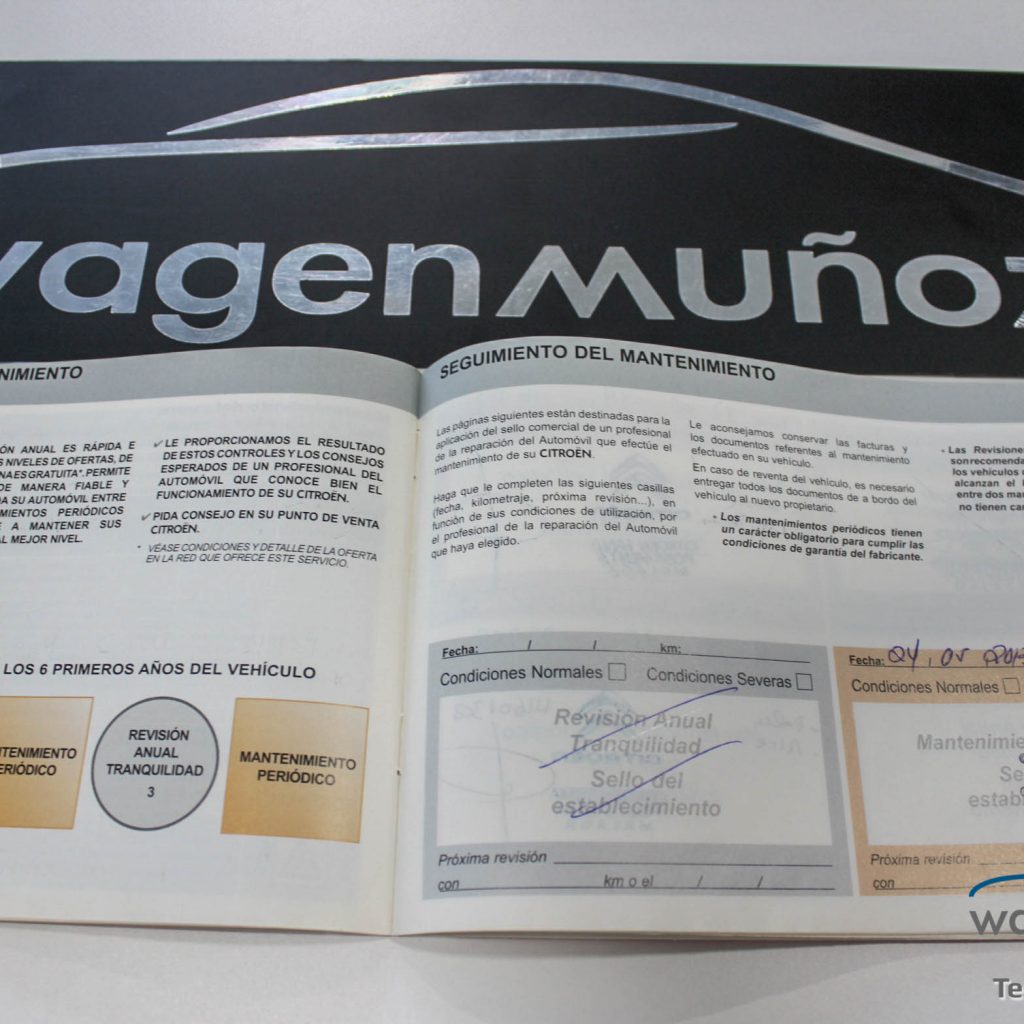 wagen muñoz
NIMIENTO
ÓN ANUAL ES RÁPIDA E
S NIVELES DE OFERTAS, DE
NAES GRATUITA*. PERMITE
DE MANERA FIABLE Y
DA SU AUTOMÓVIL ENTRE
MIENTOS PERIÓDICOS
E A MANTENER SUS
AL MEJOR NIVEL.
✓ LE PROPORCIONAMOS EL RESULTADO
DE ESTOS CONTROLES Y LOS CONSEJOS
ESPERADOS DE UN PROFESIONAL DEL
AUTOMÓVIL QUE CONOCE BIEN EL
FUNCIONAMIENTO DE SU CITROËN.
✓ PIDA CONSEJO EN SU PUNTO DE VENTA
CITROËN.
* VÉASE CONDICIONES Y DETALLE DE LA OFERTA
EN LA RED QUE OFRECE ESTE SERVICIO.
LOS 6 PRIMEROS AÑOS DEL VEHÍCULO
NTENIMIENTO
ERIÓDICO
REVISIÓN
ANUAL
TRANQUILIDAD
3
MANTENIMIENTO
PERIÓDICO
SEGUIMIENTO DEL MANTENIMIENTO
Las páginas siguientes están destinadas para la
aplicación del sello comercial de un profesional
de la reparación del Automóvil que efectúe el
mantenimiento de su CITROËN.
Haga que le completen las siguientes casillas
(fecha, kilometraje, próxima revisión...), en
función de sus condiciones de utilización, por
el profesional de la reparación del Automóvil
que haya elegido.
Le aconsejamos conservar las facturas y
los documentos referentes al mantenimiento
efectuado en su vehículo.
En caso de reventa del vehículo, es necesario
entregar todos los documentos de a bordo del
vehículo al nuevo propietario.
• Los mantenimientos periódicos tienen
un carácter obligatorio para cumplir las
condiciones de garantía del fabricante.
• Las Revisione
son recomenda
los vehículos
alcanzan el
entre dos man
no tienen car
Fecha: / / km:
Condiciones Normales Condiciones Severas
Revisión Anual
Tranquilidad
Sello del
establecimiento
Próxima revisión
con km o el / /
Fecha:
Condiciones Normales
Mantenimie
Se
estab
Próxima revisión
con
wa
Te